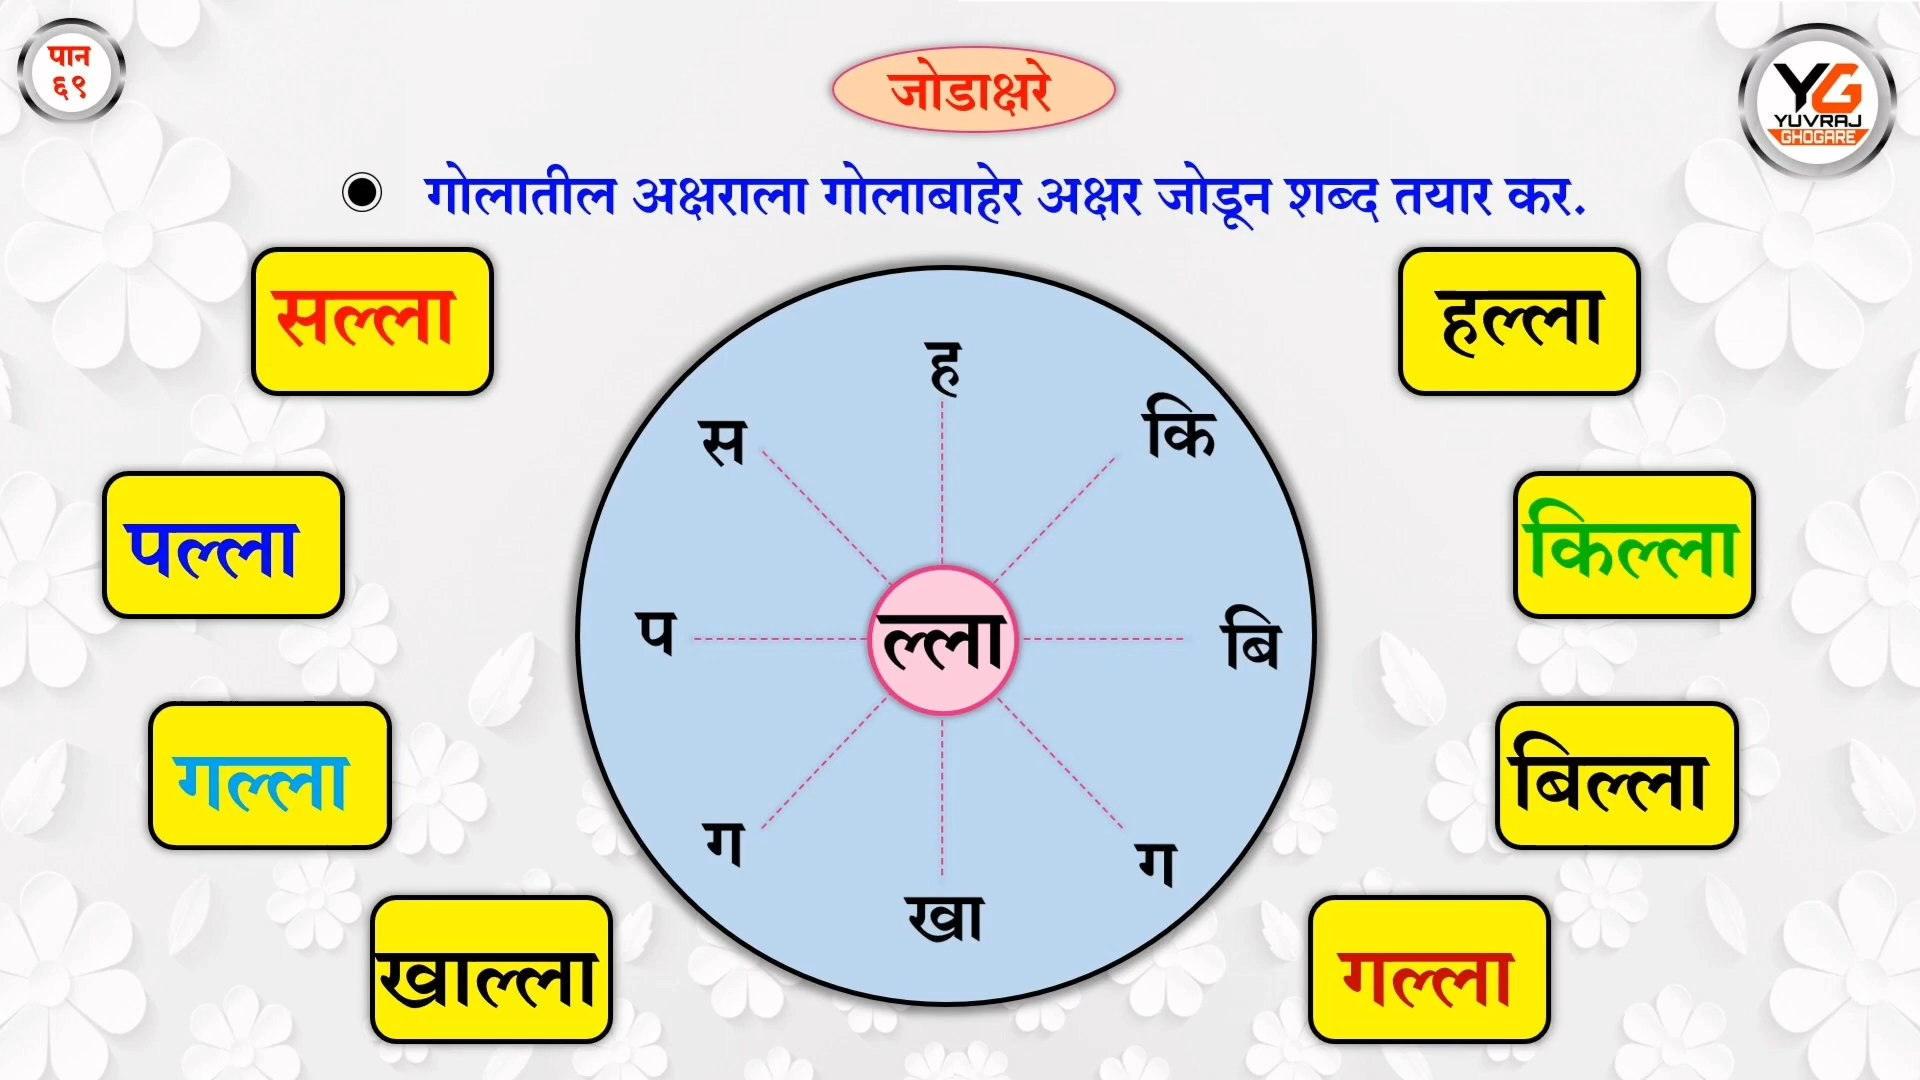 पान
६९
जोडाक्षरे
YG
YUVRAJ
GHOGARE
गोलातील अक्षराला गोलाबाहेर अक्षर जोडून शब्द तयार कर.
सल्ला
हल्ला
ह
स
कि
पल्ला
किल्ला
प
ल्ला
बि
गल्ला
बिल्ला
ग
ग
खा
खाल्ला
गल्ला